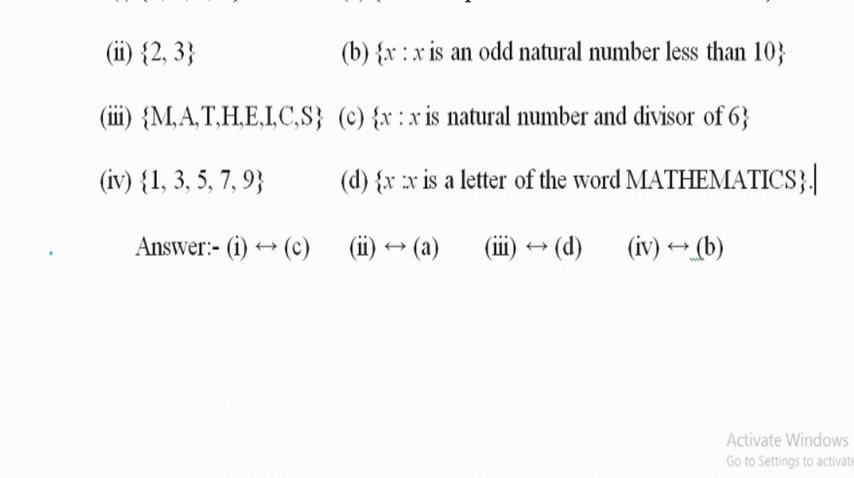 (ii) {2, 3} (b) {x : x is an odd natural number less than 10}
(iii) {M,A,T,H,E,I,C,S} (c) {x : x is natural number and divisor of 6}
(iv) {1, 3, 5, 7, 9} (d) {x :x is a letter of the word MATHEMATICS}.
Answer:- (i) ↔ (c) (ii) ↔ (a) (iii) ↔ (d) (iv) ↔ (b)
Activate Windows
Go to Settings to activate